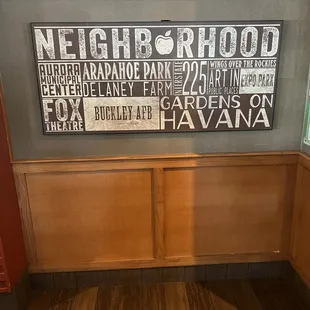 NEIGHBORHOOD
AURORA
MUNICIPAL
CENTER
ARAPAHOE PARK
DELANEY FARM
INTERSTATE
225
WINGS OVER THE ROCKIES
ART IN
PUBLIC PLACES
EXPO PARK
FOX
THEATRE
BUCKLEY AFB
GARDENS ON
HAVANA